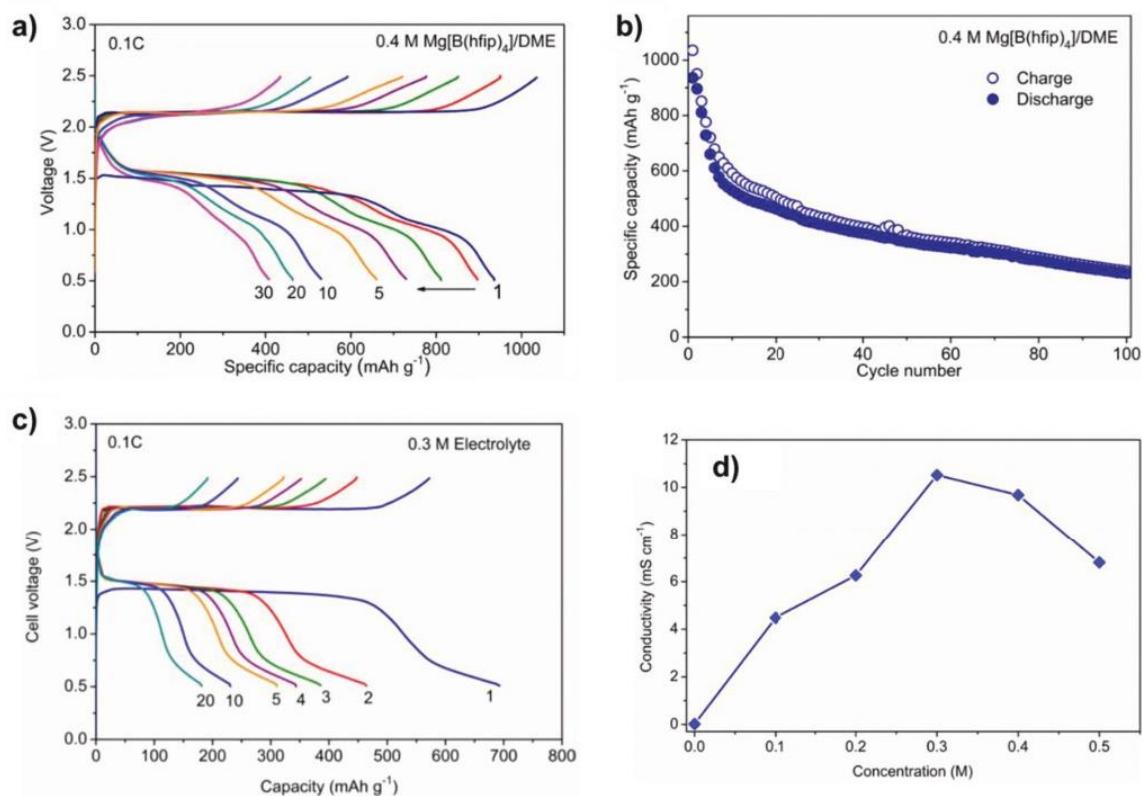 a)
0.1C
0.4 M Mg[B(hfip)4]/DME
3.0
2.5
2.0
1.5
1.0
0.5
0.0
Voltage (V)
30 20 10 5 1
0 200 400 600 800 1000
Specific capacity (mAh g-1)
b)
0.4 M Mg[B(hfip)4]/DME
Charge
Discharge
1000
800
600
400
200
0
Specific capacity (mAh g-1)
0 20 40 60 80 100
Cycle number
c)
0.1C
0.3 M Electrolyte
3.0
2.5
2.0
1.5
1.0
0.5
0.0
Cell voltage (V)
20 10 5 4 3 2 1
0 100 200 300 400 500 600 700 800
Capacity (mAh g-1)
d)
12
10
8
6
4
2
0
Conductivity (mS cm-1)
0.0 0.1 0.2 0.3 0.4 0.5
Concentration (M)